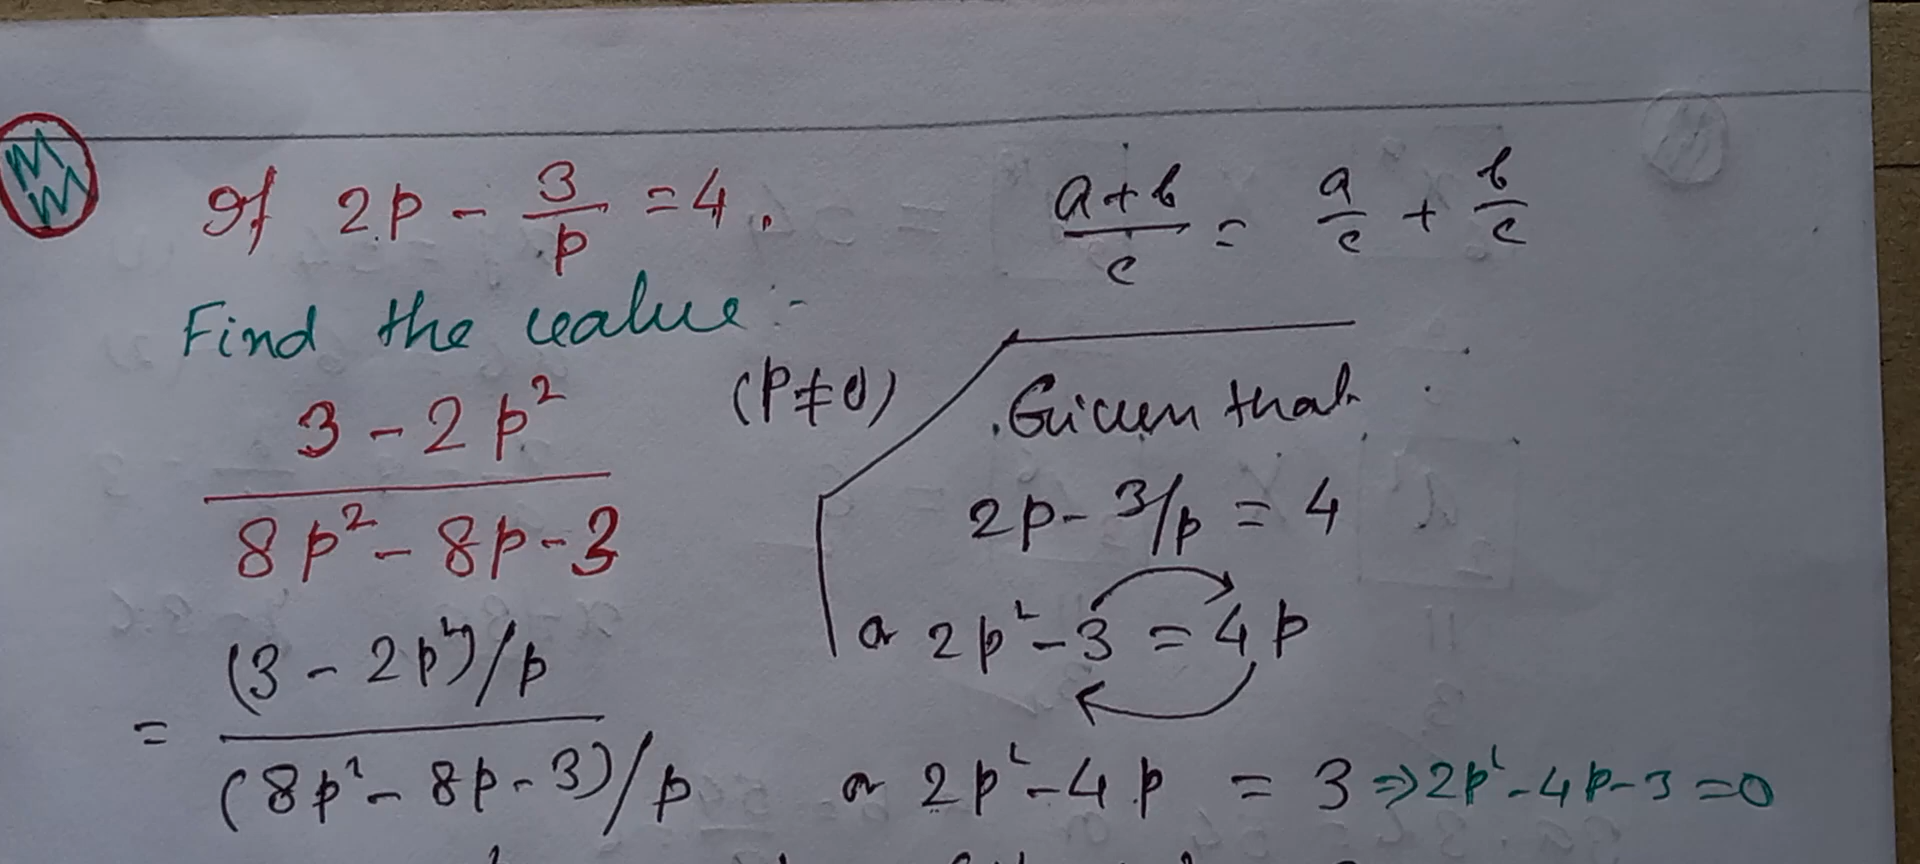 MW
If 2p - 3/p = 4.
Find the value :-
(3 - 2p²)/(8p² - 8p - 3)
(p ≠ 0)
= ((3 - 2p²)/p)/((8p² - 8p - 3)/p)
(a + b)/c = a/c + b/c
Given that
2p - 3/p = 4
or 2p² - 3 = 4p
or 2p² - 4p = 3 ⇒ 2p² - 4p - 3 = 0